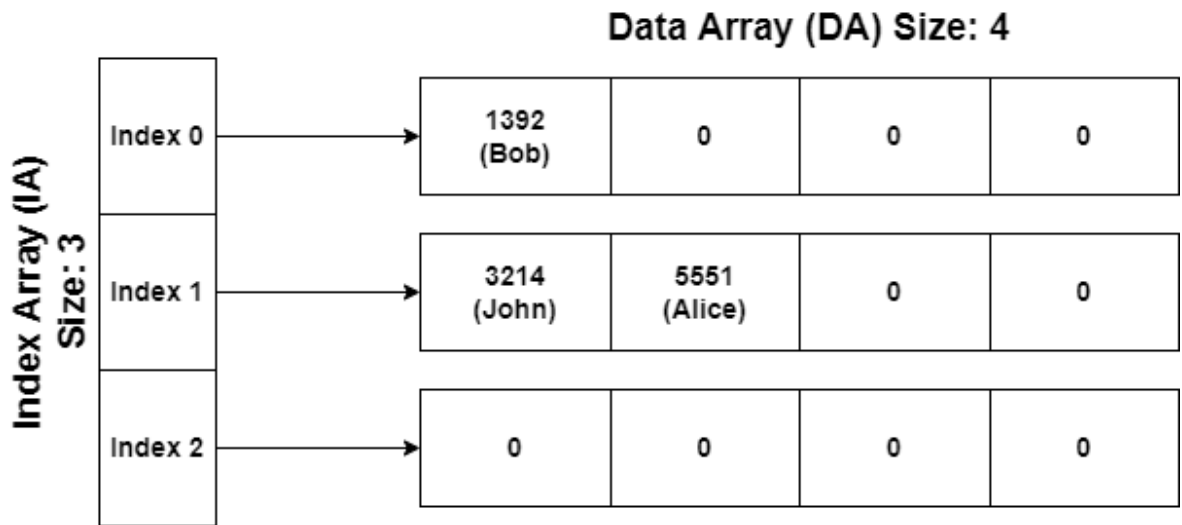 Data Array (DA) Size: 4
Index Array (IA)
Size: 3
Index 0
1392
(Bob)
0
0
0
Index 1
3214
(John)
5551
(Alice)
0
0
Index 2
0
0
0
0